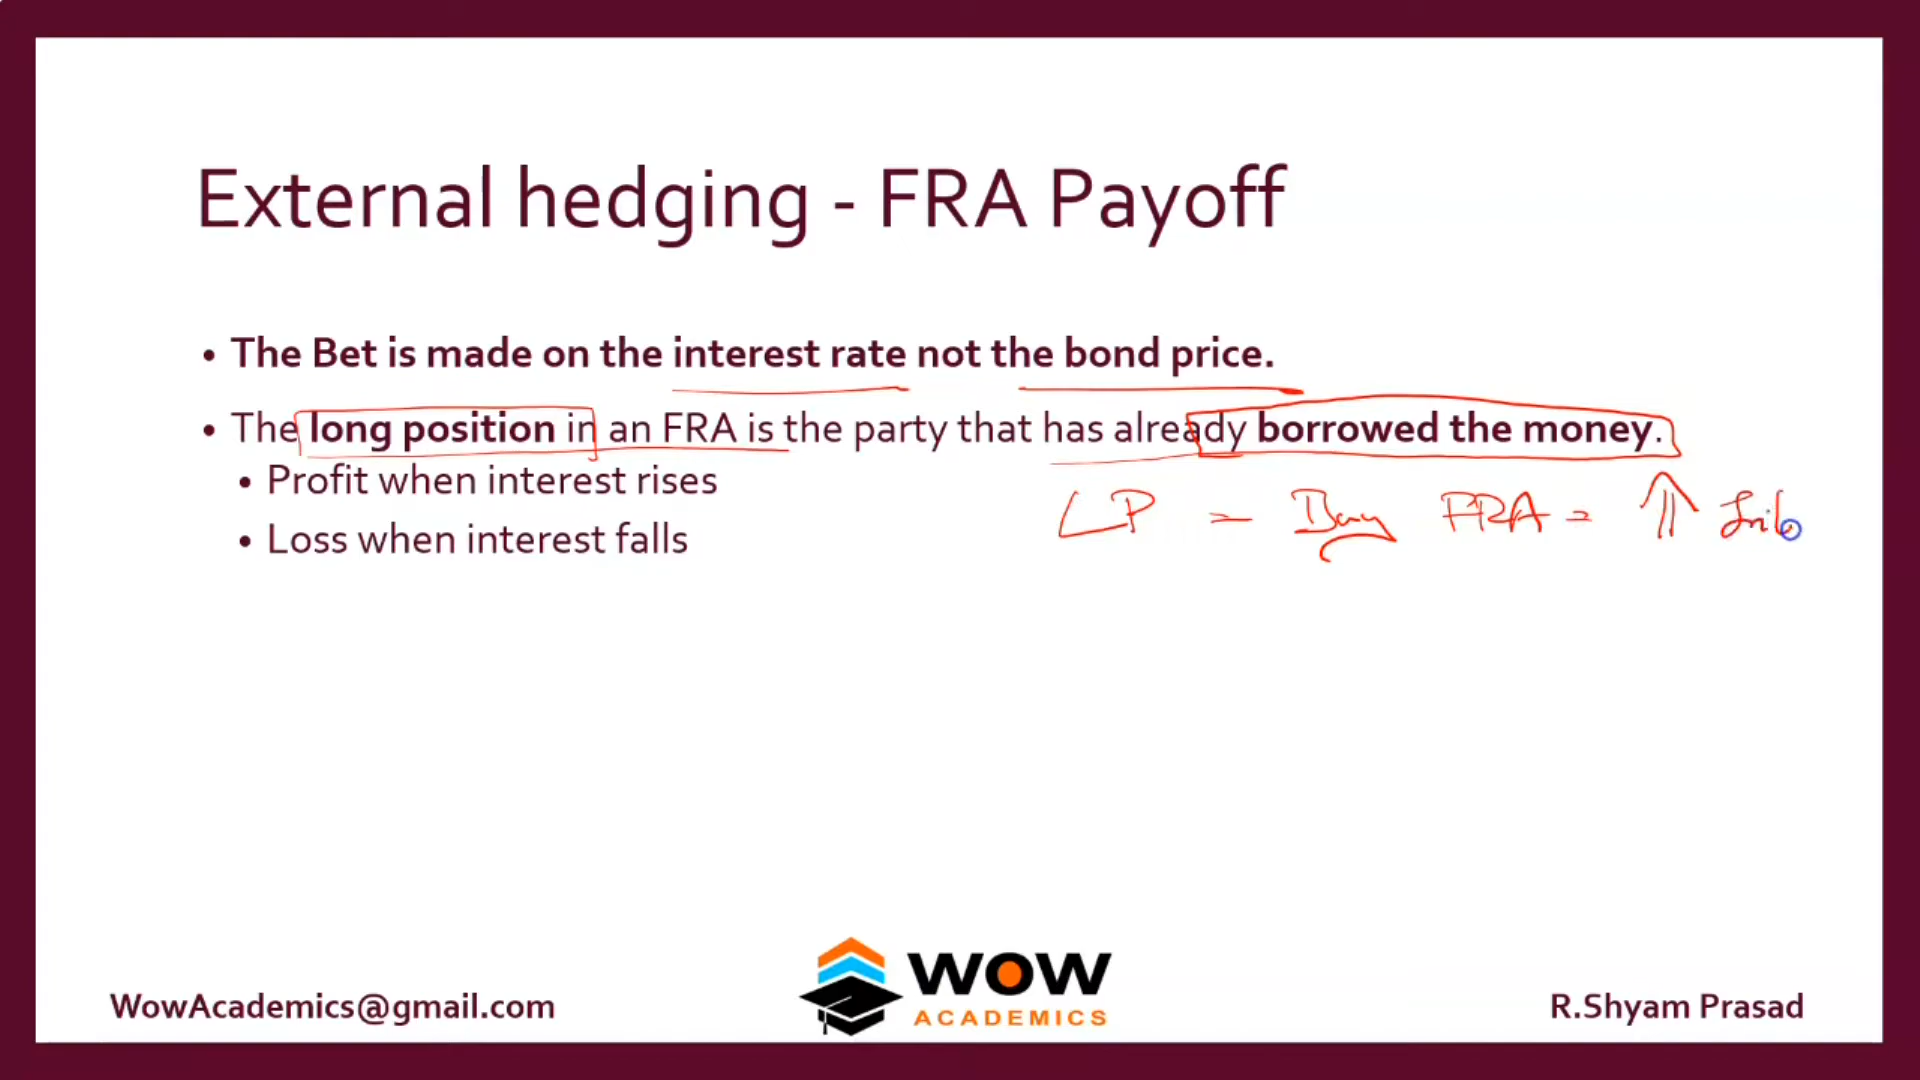 External hedging - FRA Payoff
• The Bet is made on the interest rate not the bond price.
• The long position in an FRA is the party that has already borrowed the money.
• Profit when interest rises
• Loss when interest falls
LP = Buy FRA = ↑
WOW
ACADEMICS
WowAcademics@gmail.com
R.Shyam Prasad